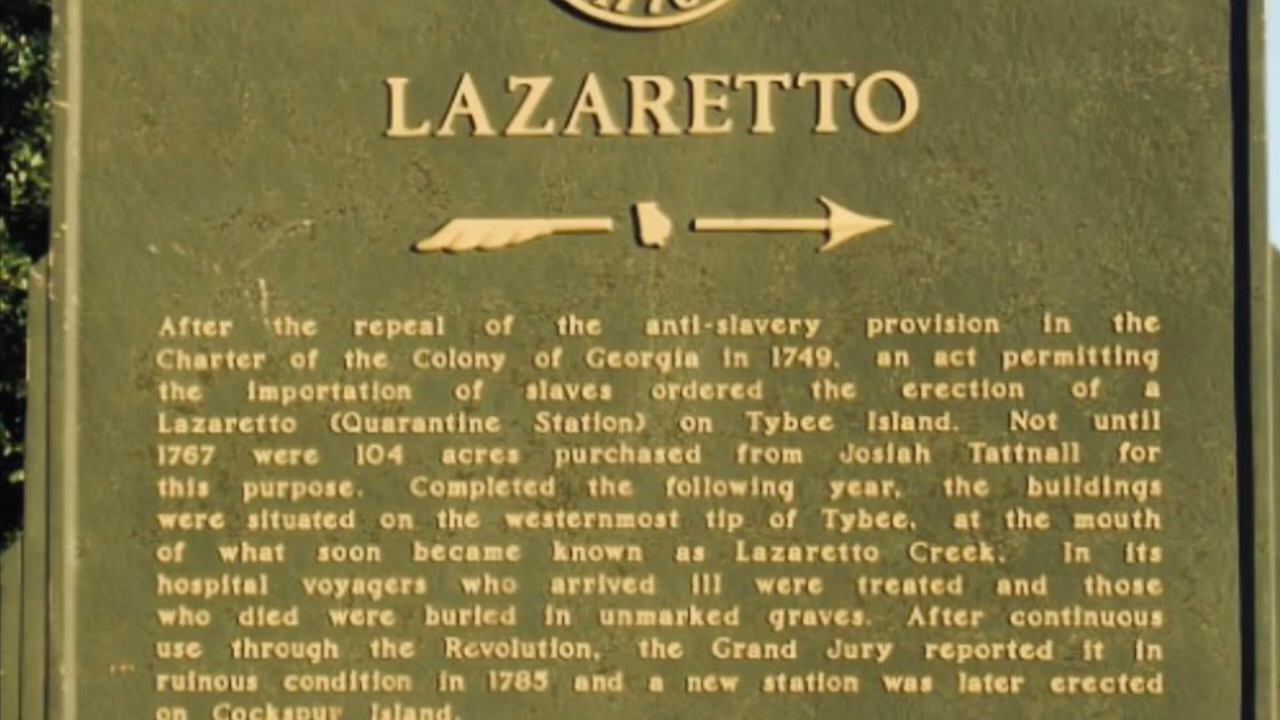 1776
LAZARETTO
After the repeal of the anti-slavery provision in the
Charter of the Colony of Georgia in 1749, an act permitting
the importation of slaves ordered the erection of a
Lazaretto (Quarantine Station) on Tybee Island. Not until
1767 were 104 acres purchased from Josiah Tattnall for
this purpose. Completed the following year, the buildings
were situated on the westernmost tip of Tybee, at the mouth
of what soon became known as Lazaretto Creek. In its
hospital voyagers who arrived ill were treated and those
who died were buried in unmarked graves. After continuous
use through the Revolution, the Grand Jury reported it in
ruinous condition in 1785 and a new station was later erected
on Cockspur Island.